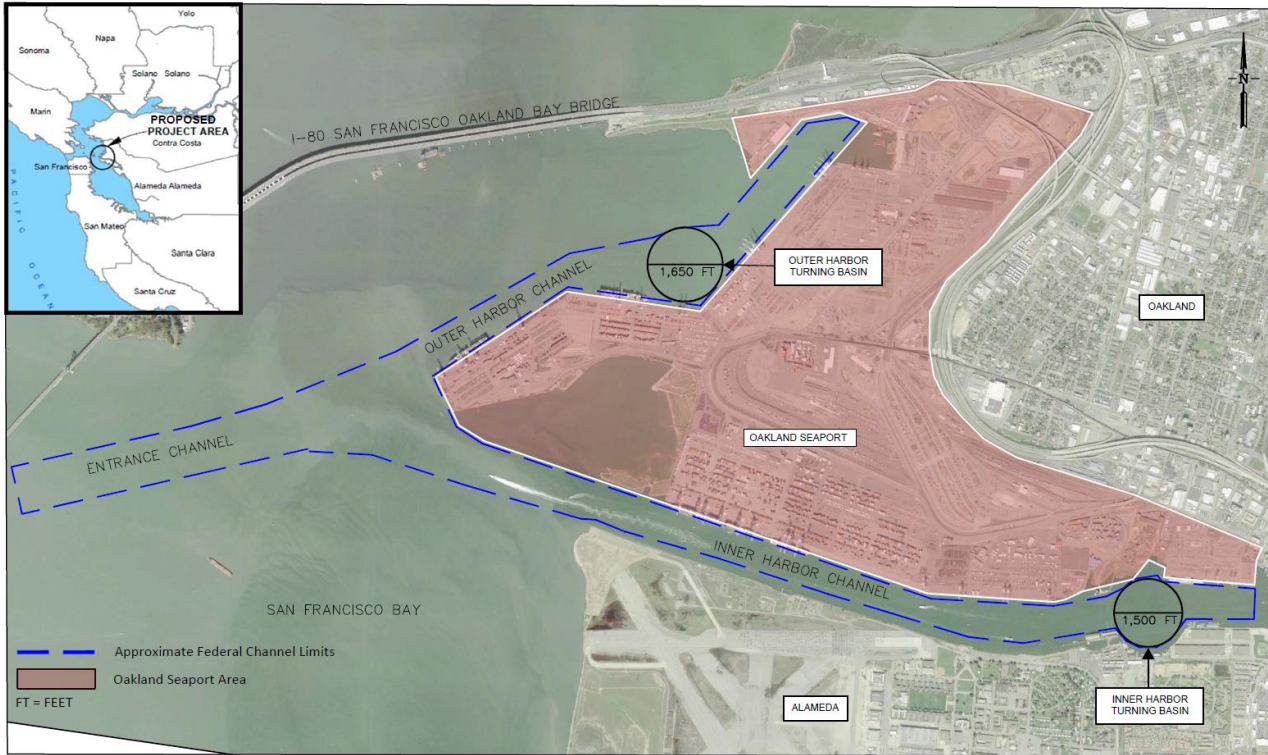 Yolo
Napa
Sonoma
Solano
Solano
Marin
PROPOSED
PROJECT AREA
Contra Costa
San Francisco
Alameda
Alameda
San Mateo
Santa Clara
Santa Cruz
PACIFIC OCEAN
N
I-80 SAN FRANCISCO OAKLAND BAY BRIDGE
1,650 FT
OUTER HARBOR
TURNING BASIN
OAKLAND
OUTER HARBOR CHANNEL
ENTRANCE CHANNEL
OAKLAND SEAPORT
INNER HARBOR CHANNEL
SAN FRANCISCO BAY
1,500 FT
Approximate Federal Channel Limits
Oakland Seaport Area
FT = FEET
ALAMEDA
INNER HARBOR
TURNING BASIN